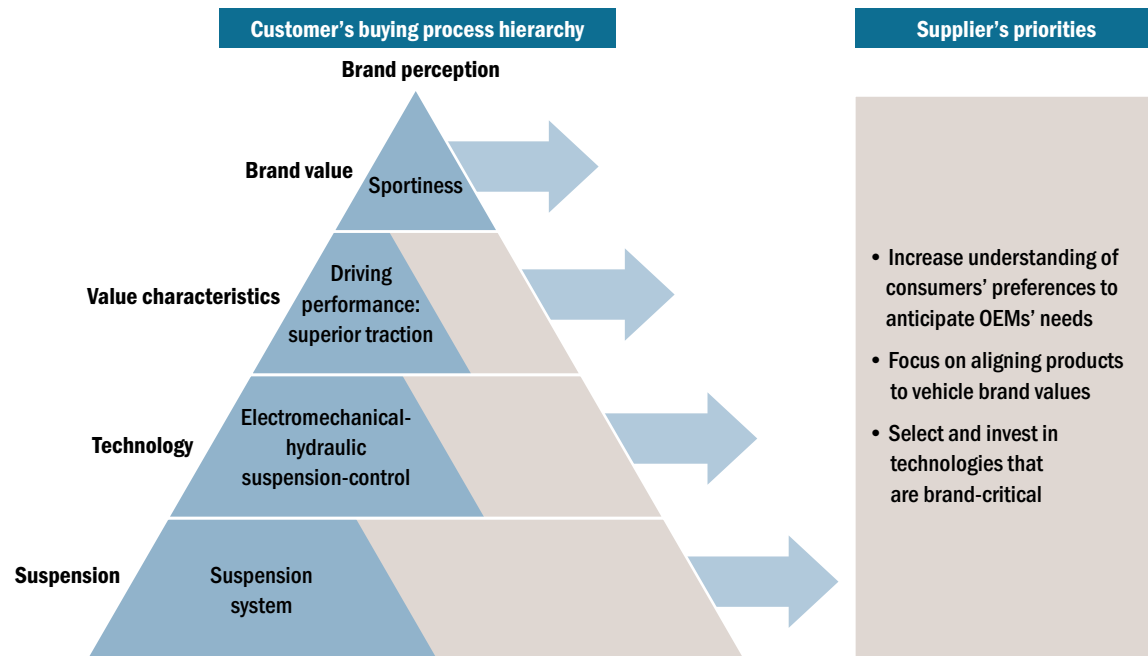 Customer’s buying process hierarchy
Supplier’s priorities
Brand perception
Brand value
Sportiness
Value characteristics
Driving
performance:
superior traction
Technology
Electromechanical-
hydraulic
suspension-control
Suspension
Suspension
system
• Increase understanding of
consumers’ preferences to
anticipate OEMs’ needs
• Focus on aligning products
to vehicle brand values
• Select and invest in
technologies that
are brand-critical